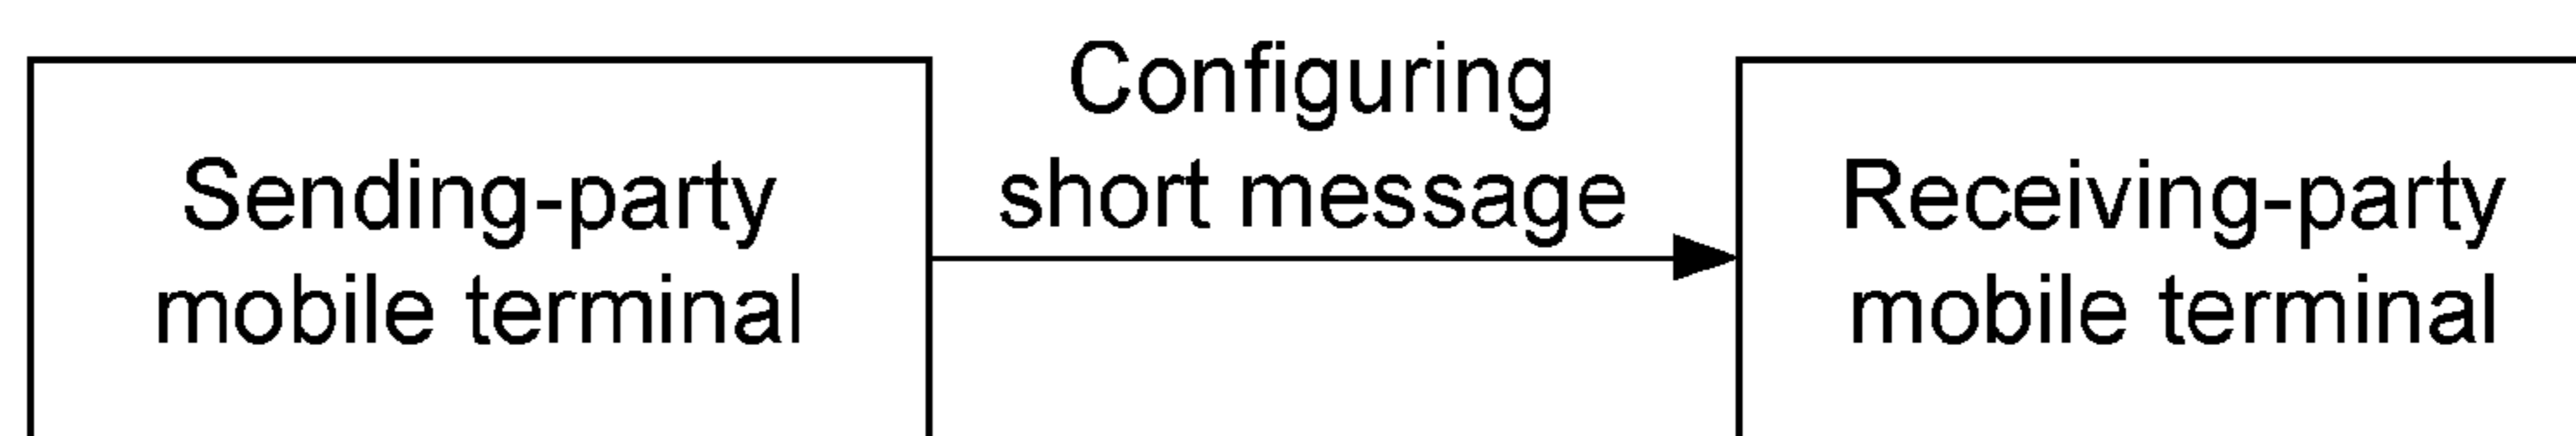 Sending-party
mobile terminal
Configuring
short message
Receiving-party
mobile terminal